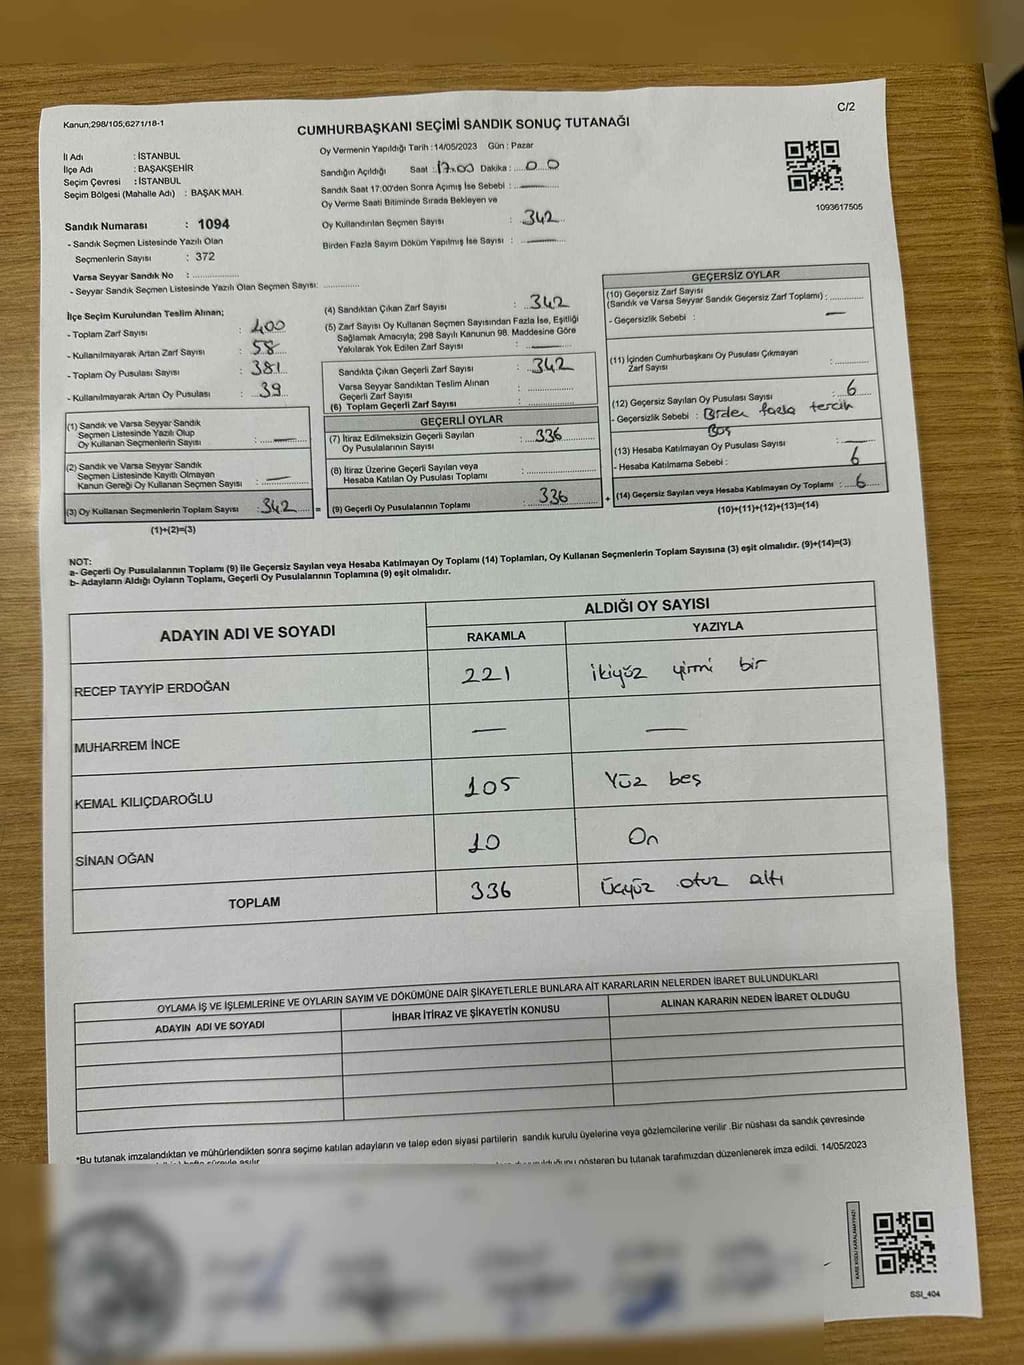 C/2
Kanun;298/105;6271/18-1
CUMHURBAŞKANI SEÇİMİ SANDIK SONUÇ TUTANAĞI
İl Adı : İSTANBUL
İlçe Adı : BAŞAKŞEHİR
Seçim Çevresi : İSTANBUL
Seçim Bölgesi (Mahalle Adı) : BAŞAK MAH.
Oy Vermenin Yapıldığı Tarih : 14/05/2023 Gün : Pazar
Sandığın Açıldığı Saat : 17.00 Dakika : 00
Sandık Saat 17.00'den Sonra Açımış İse Sebebi : —
Oy Verme Saati Bitiminde Sırada Bekleyen ve
Oy Kullandırılan Seçmen Sayısı : 342
Birden Fazla Sayım Döküm Yapılmış İse Sayısı : —
1093617505
Sandık Numarası : 1094
- Sandık Seçmen Listesinde Yazılı Olan
Seçmenlerin Sayısı : 372
Varsa Seyyar Sandık No : ..............
- Seyyar Sandık Seçmen Listesinde Yazılı Olan Seçmen Sayısı: ..............
İlçe Seçim Kurulundan Teslim Alınan;
- Toplam Zarf Sayısı : 400
- Kullanılmayarak Artan Zarf Sayısı : 58
- Toplam Oy Pusulası Sayısı : 381
- Kullanılmayarak Artan Oy Pusulası : 39
(1) Sandık ve Varsa Seyyar Sandık
Seçmen Listesinde Yazılı Olup
Oy Kullanan Seçmenlerin Sayısı : —
(2) Sandık ve Varsa Seyyar Sandık
Seçmen Listesinde Kayıtlı Olmayan
Kanun Gereği Oy Kullanan Seçmen Sayısı : —
(3) Oy Kullanan Seçmenlerin Toplam Sayısı : 342
(1)+(2)=(3)
(4) Sandıktan Çıkan Zarf Sayısı : 342
(5) Zarf Sayısı Oy Kullanan Seçmen Sayısından Fazla İse, Eşitliği
Sağlamak Amacıyla; 298 Sayılı Kanunun 98. Maddesine Göre
Yakılarak Yok Edilen Zarf Sayısı : —
Sandıkta Çıkan Geçerli Zarf Sayısı : 342
Varsa Seyyar Sandıktan Teslim Alınan
Geçerli Zarf Sayısı : ..............
(6) Toplam Geçerli Zarf Sayısı : ..............
GEÇERLİ OYLAR
(7) İtiraz Edilmeksizin Geçerli Sayılan
Oy Pusulalarının Sayısı : 336
(8) İtiraz Üzerine Geçerli Sayılan veya
Hesaba Katılan Oy Pusulası Toplamı : ..............
= (9) Geçerli Oy Pusulalarının Toplamı : 336
GEÇERSİZ OYLAR
(10) Geçersiz Zarf Sayısı
(Sandık ve Varsa Seyyar Sandık Geçersiz Zarf Toplamı) : ..............
- Geçersizlik Sebebi : —
(11) İçinden Cumhurbaşkanı Oy Pusulası Çıkmayan
Zarf Sayısı : ..............
(12) Geçersiz Sayılan Oy Pusulası Sayısı : 6
- Geçersizlik Sebebi : Birden fazla tercih
Boş
(13) Hesaba Katılmayan Oy Pusulası Sayısı : —
- Hesaba Katılmama Sebebi : 6
+ (14) Geçersiz Sayılan veya Hesaba Katılmayan Oy Toplamı : 6
(10)+(11)+(12)+(13)=(14)
NOT:
a- Geçerli Oy Pusulalarının Toplamı (9) ile Geçersiz Sayılan veya Hesaba Katılmayan Oy Toplamı (14) Toplamları, Oy Kullanan Seçmenlerin Toplam Sayısına (3) eşit olmalıdır. (9)+(14)=(3)
b- Adayların Aldığı Oyların Toplamı, Geçerli Oy Pusulalarının Toplamına (9) eşit olmalıdır.
ADAYIN ADI VE SOYADI
ALDIĞI OY SAYISI
RAKAMLA YAZIYLA
RECEP TAYYİP ERDOĞAN 221 ikiyüz yirmi bir
MUHARREM İNCE — —
KEMAL KILIÇDAROĞLU 105 Yüz beş
SİNAN OĞAN 10 On
TOPLAM 336 üçyüz otuz altı
OYLAMA İŞ VE İŞLEMLERİNE VE OYLARIN SAYIM VE DÖKÜMÜNE DAİR ŞİKAYETLERLE BUNLARA AİT KARARLARIN NELERDEN İBARET BULUNDUKLARI
ADAYIN ADI VE SOYADI İHBAR İTİRAZ VE ŞİKAYETİN KONUSU ALINAN KARARIN NEDEN İBARET OLDUĞU
*Bu tutanak imzalandıktan ve mühürlendikten sonra seçime katılan adayların ve talep eden siyasi partilerin sandık kurulu üyelerine veya gözlemcilerine verilir .Bir nüshası da sandık çevresinde
gösteren bu tutanak tarafımızdan düzenlenerek imza edildi. 14/05/2023
SSİ_404